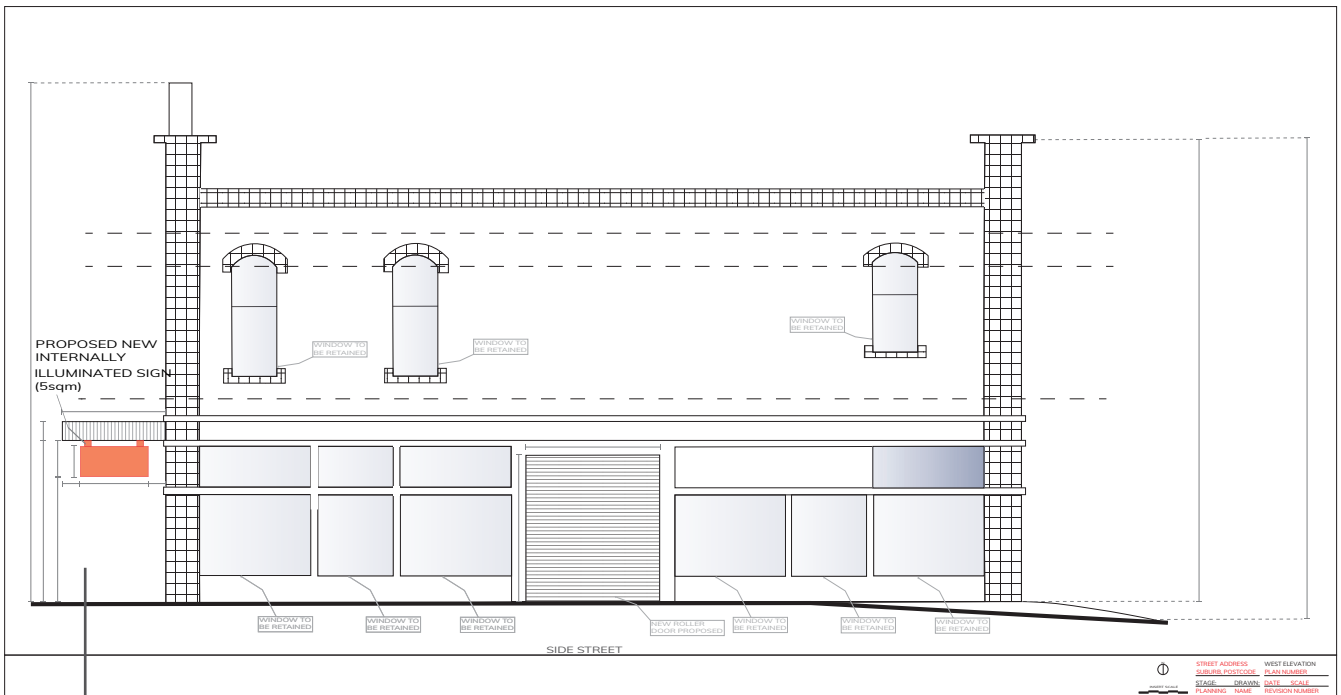 WINDOW TO
BE RETAINED
WINDOW TO
BE RETAINED
WINDOW TO
BE RETAINED
PROPOSED NEW
INTERNALLY
ILLUMINATED SIGN
(5sqm)
WINDOW TO
BE RETAINED
WINDOW TO
BE RETAINED
WINDOW TO
BE RETAINED
NEW ROLLER
DOOR PROPOSED
WINDOW TO
BE RETAINED
WINDOW TO
BE RETAINED
WINDOW TO
BE RETAINED
SIDE STREET
STREET ADDRESS WEST ELEVATION
SUBURB, POSTCODE PLAN NUMBER
STAGE: DRAWN: DATE SCALE
PLANNING NAME REVISION NUMBER